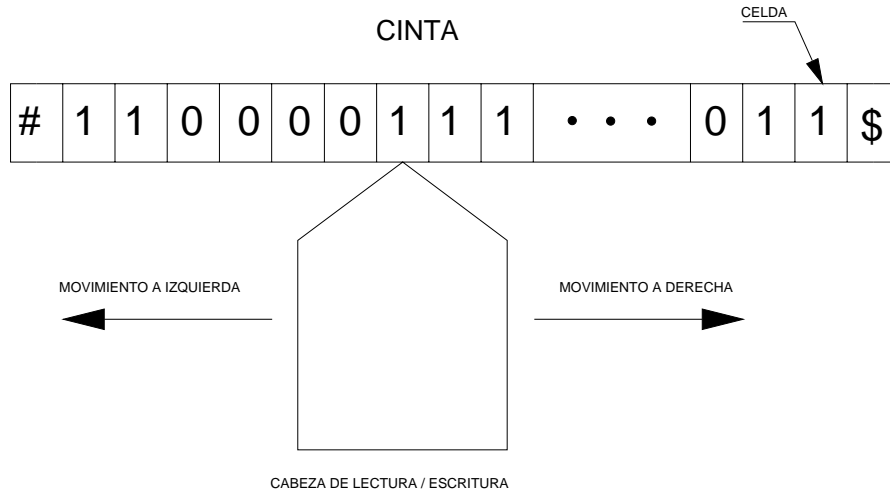 CELDA
CINTA
# 1 1 0 0 0 0 1 1 1 • • • 0 1 1 $
MOVIMIENTO A IZQUIERDA MOVIMIENTO A DERECHA
CABEZA DE LECTURA / ESCRITURA